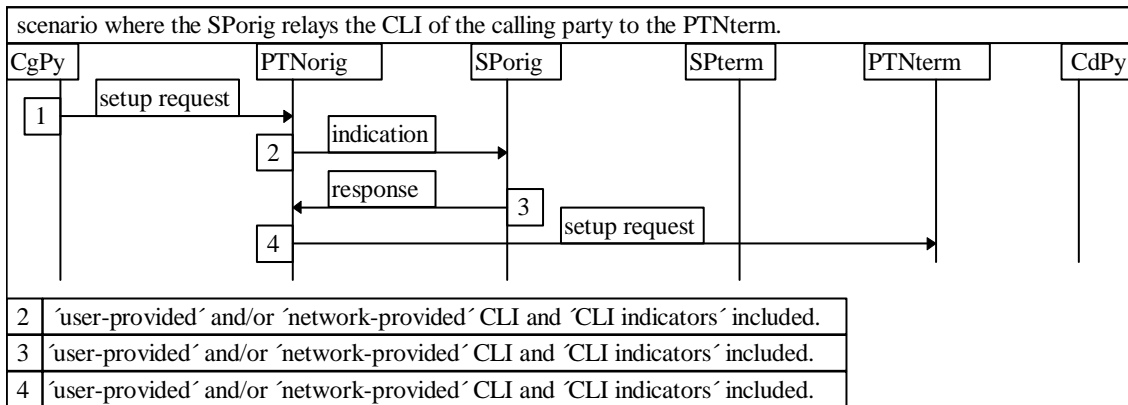 scenario where the SPorig relays the CLI of the calling party to the PTNterm.
CgPy PTNorig SPorig SPterm PTNterm CdPy
1 setup request
2 indication
response 3
4 setup request
2 ´user-provided´ and/or ´network-provided´ CLI and ´CLI indicators´ included.
3 ´user-provided´ and/or ´network-provided´ CLI and ´CLI indicators´ included.
4 ´user-provided´ and/or ´network-provided´ CLI and ´CLI indicators´ included.